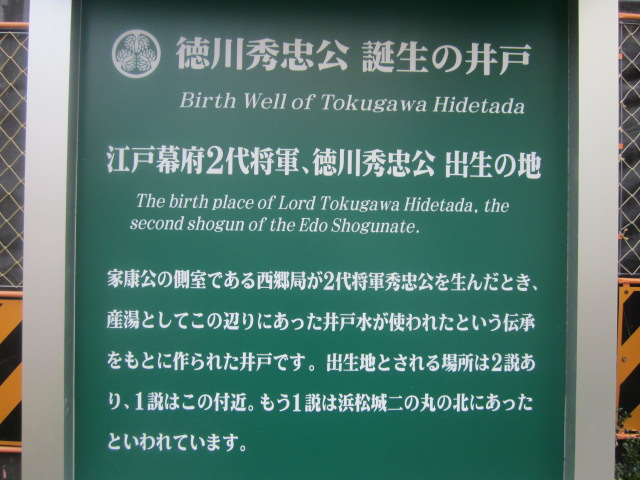 徳川秀忠公 誕生の井戸
Birth Well of Tokugawa Hidetada
江戸幕府2代将軍、徳川秀忠公 出生の地
The birth place of Lord Tokugawa Hidetada, the
second shogun of the Edo Shogunate.
家康公の側室である西郷局が2代将軍秀忠公を生んだとき、
産湯としてこの辺りにあった井戸水が使われたという伝承
をもとに作られた井戸です。出生地とされる場所は2説あ
り、1説はこの付近。もう1説は浜松城二の丸の北にあった
といわれています。